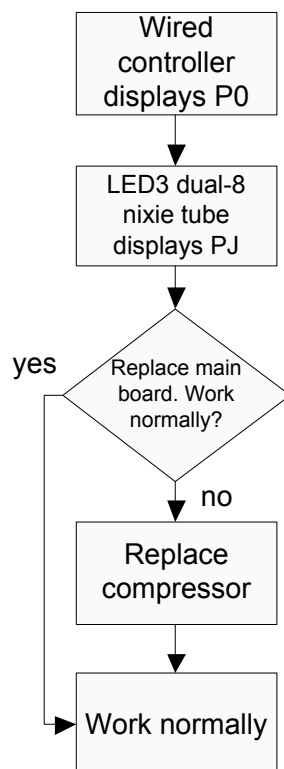 Wired
controller
displays P0
LED3 dual-8
nixie tube
displays PJ
yes
Replace main
board. Work
normally?
no
Replace
compressor
Work normally